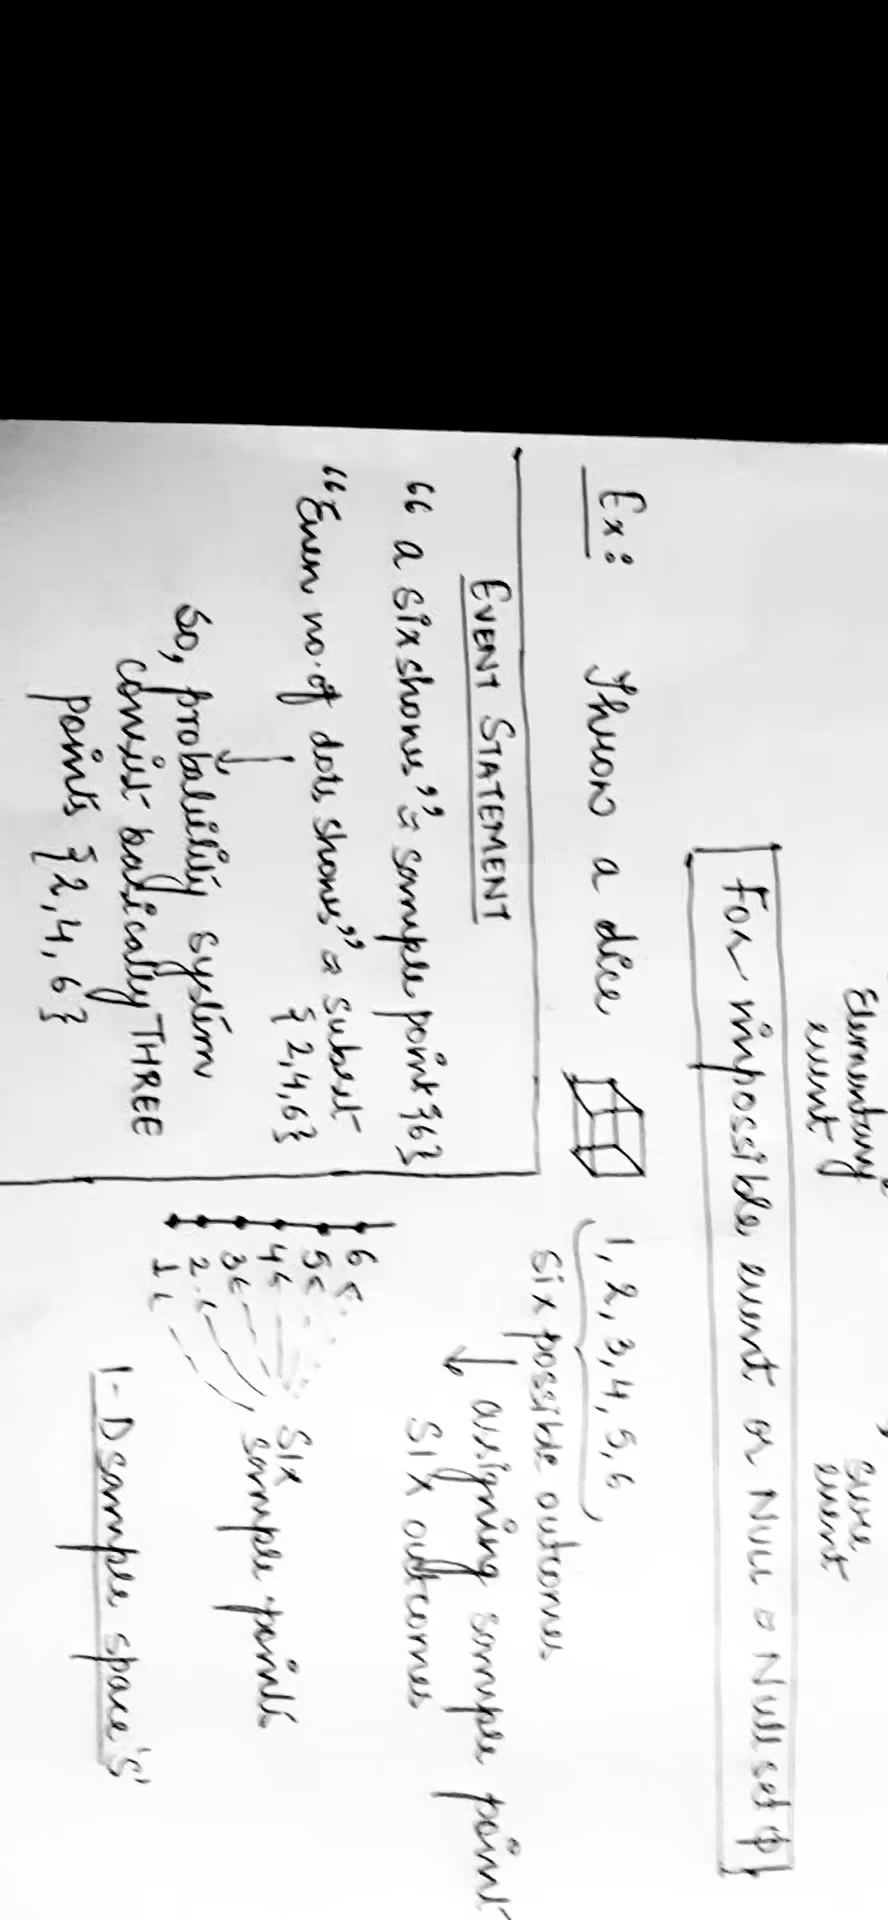 Elementary
event
sure
event
For impossible event or Null = Null set φ
Ex: Throw a dice
1, 2, 3, 4, 5, 6
six possible outcomes
↓ assigning sample point
six outcomes
EVENT STATEMENT
“a six shows” = sample point {6}
“Even no. of dots shows” = subset
{2,4,6}
So, probability system
consist basically THREE
points {2, 4, 6}
6
5
4
3
2
1
Six
sample points
1-D sample space 'S'